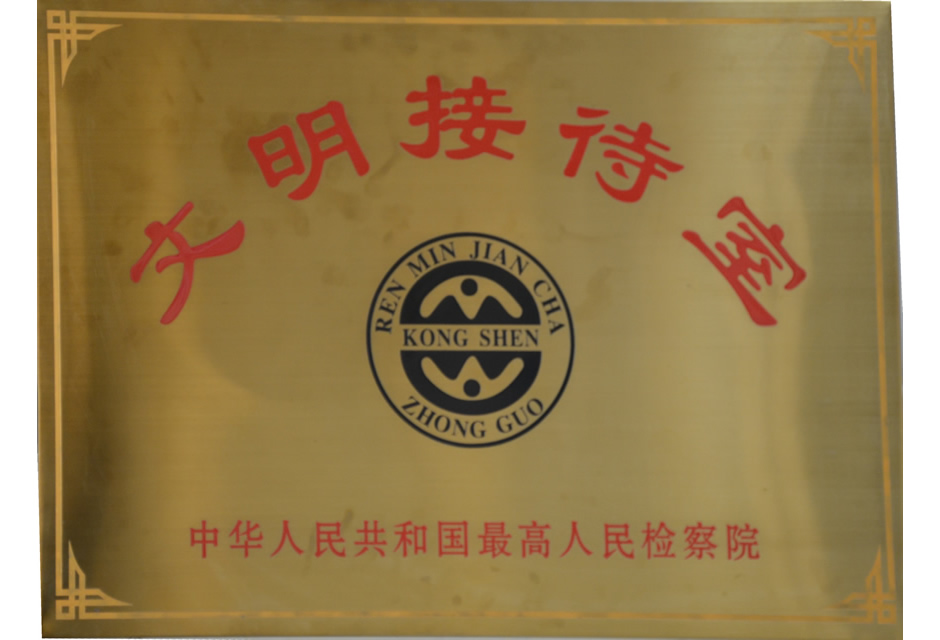 文明接待室
REN MIN JIAN CHA
KONG SHEN
ZHONG GUO
中华人民共和国最高人民检察院